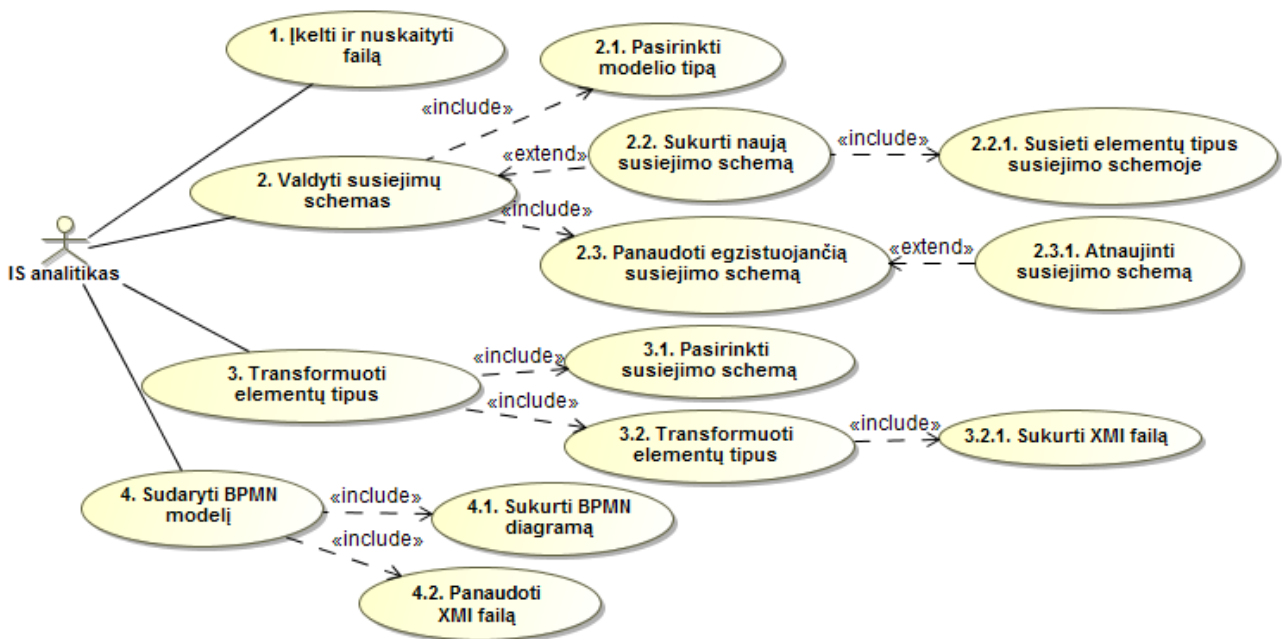 1. Įkelti ir nuskaityti
failą
2.1. Pasirinkti
modelio tipą
«include»
2.2. Sukurti naują
susiejimo schemą
«include»
2.2.1. Susieti elementų tipus
susiejimo schemoje
«extend»
2. Valdyti susiejimų
schemas
«include»
2.3. Panaudoti egzistuojančią
susiejimo schemą
«extend»
2.3.1. Atnaujinti
susiejimo schemą
IS analitikas
3. Transformuoti
elementų tipus
«include»
3.1. Pasirinkti
susiejimo schemą
«include»
3.2. Transformuoti
elementų tipus
«include»
3.2.1. Sukurti XMI failą
4. Sudaryti BPMN
modelį
«include»
4.1. Sukurti BPMN
diagramą
«include»
4.2. Panaudoti
XMI failą